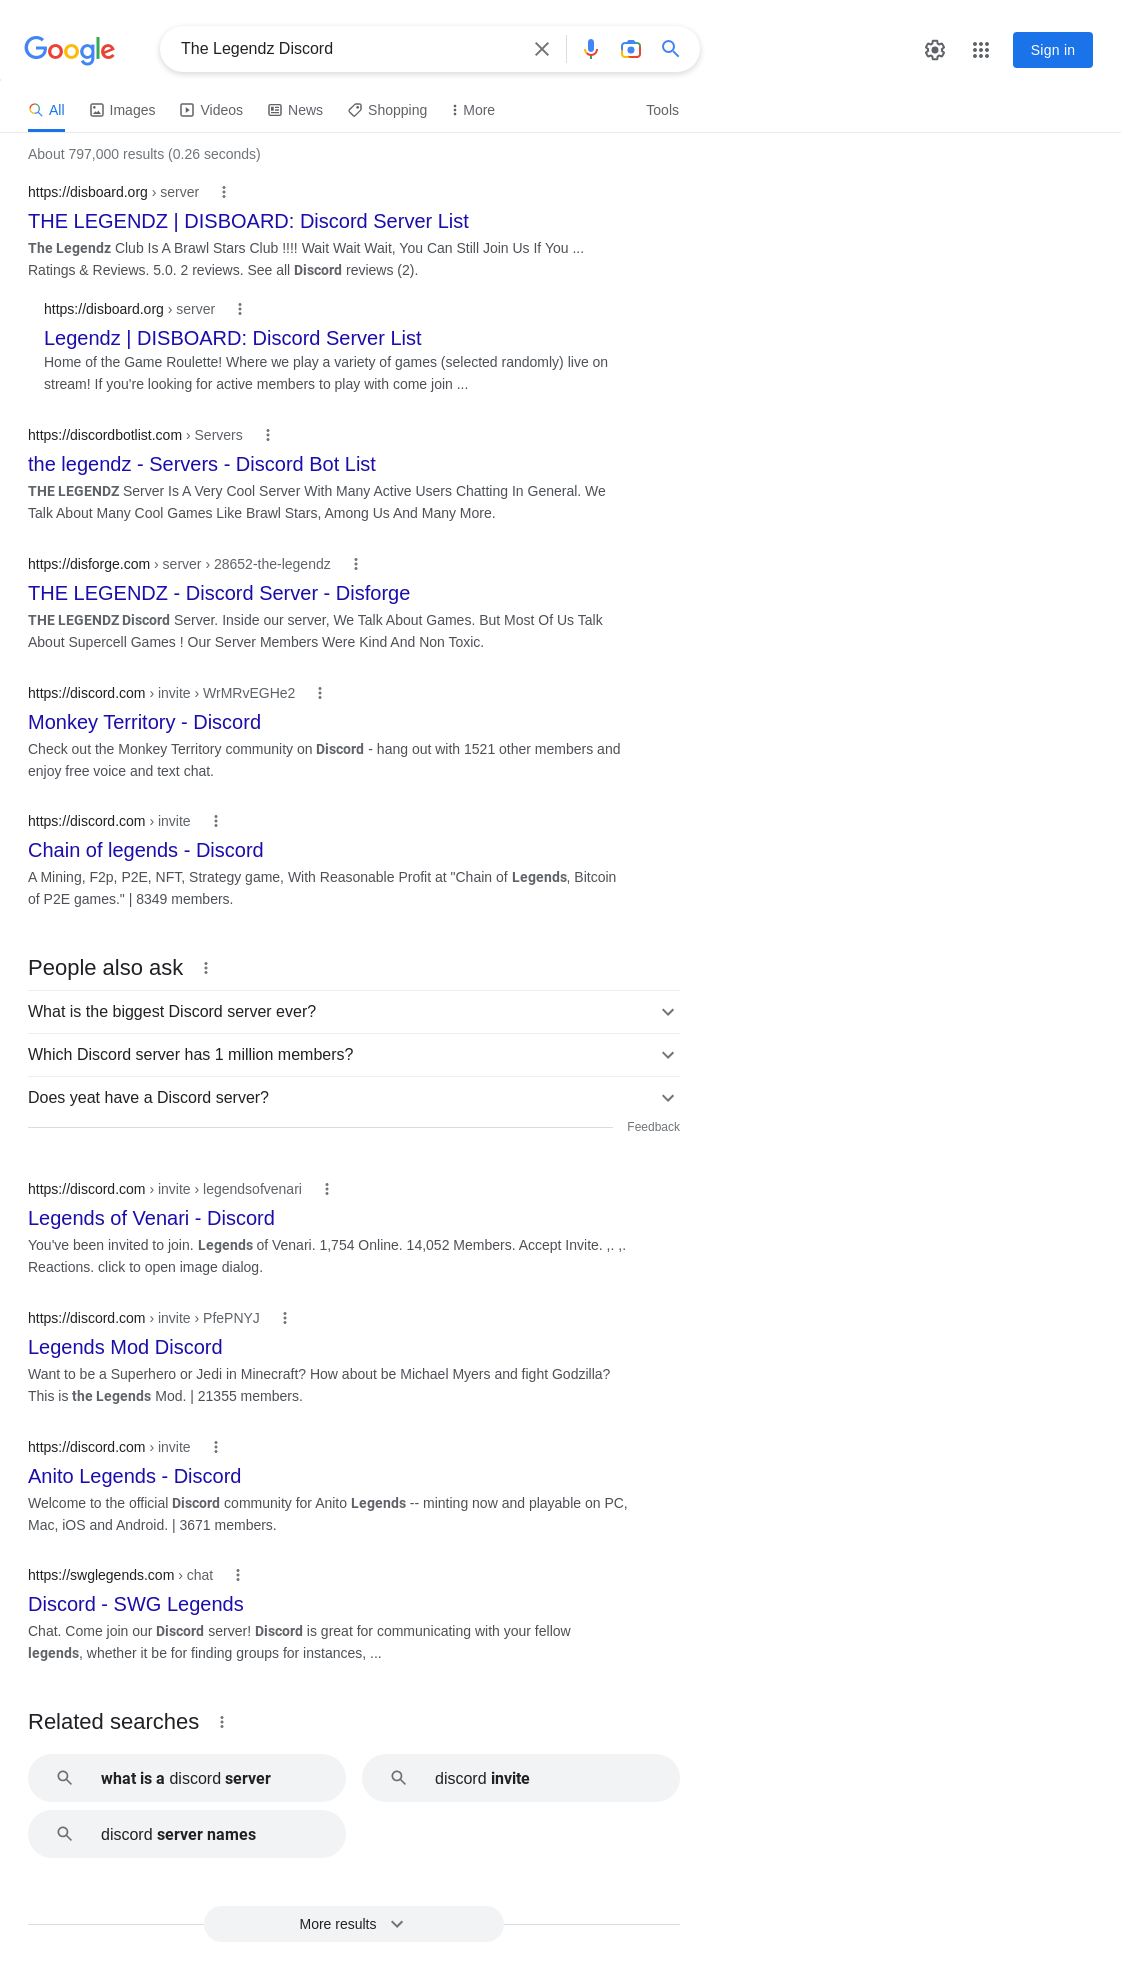 Google
The Legendz Discord
Sign in
All
Images
Videos
News
Shopping
More
Tools
About 797,000 results (0.26 seconds)
https://disboard.org › server
THE LEGENDZ | DISBOARD: Discord Server List
The Legendz Club Is A Brawl Stars Club !!!! Wait Wait Wait, You Can Still Join Us If You ...
Ratings & Reviews. 5.0. 2 reviews. See all Discord reviews (2).
https://disboard.org › server
Legendz | DISBOARD: Discord Server List
Home of the Game Roulette! Where we play a variety of games (selected randomly) live on
stream! If you're looking for active members to play with come join ...
https://discordbotlist.com › Servers
the legendz - Servers - Discord Bot List
THE LEGENDZ Server Is A Very Cool Server With Many Active Users Chatting In General. We
Talk About Many Cool Games Like Brawl Stars, Among Us And Many More.
https://disforge.com › server › 28652-the-legendz
THE LEGENDZ - Discord Server - Disforge
THE LEGENDZ Discord Server. Inside our server, We Talk About Games. But Most Of Us Talk
About Supercell Games ! Our Server Members Were Kind And Non Toxic.
https://discord.com › invite › WrMRvEGHe2
Monkey Territory - Discord
Check out the Monkey Territory community on Discord - hang out with 1521 other members and
enjoy free voice and text chat.
https://discord.com › invite
Chain of legends - Discord
A Mining, F2p, P2E, NFT, Strategy game, With Reasonable Profit at "Chain of Legends, Bitcoin
of P2E games." | 8349 members.
People also ask
What is the biggest Discord server ever?
Which Discord server has 1 million members?
Does yeat have a Discord server?
Feedback
https://discord.com › invite › legendsofvenari
Legends of Venari - Discord
You've been invited to join. Legends of Venari. 1,754 Online. 14,052 Members. Accept Invite. ,. ,.
Reactions. click to open image dialog.
https://discord.com › invite › PfePNYJ
Legends Mod Discord
Want to be a Superhero or Jedi in Minecraft? How about be Michael Myers and fight Godzilla?
This is the Legends Mod. | 21355 members.
https://discord.com › invite
Anito Legends - Discord
Welcome to the official Discord community for Anito Legends -- minting now and playable on PC,
Mac, iOS and Android. | 3671 members.
https://swglegends.com › chat
Discord - SWG Legends
Chat. Come join our Discord server! Discord is great for communicating with your fellow
legends, whether it be for finding groups for instances, ...
Related searches
what is a discord server
discord invite
discord server names
More results